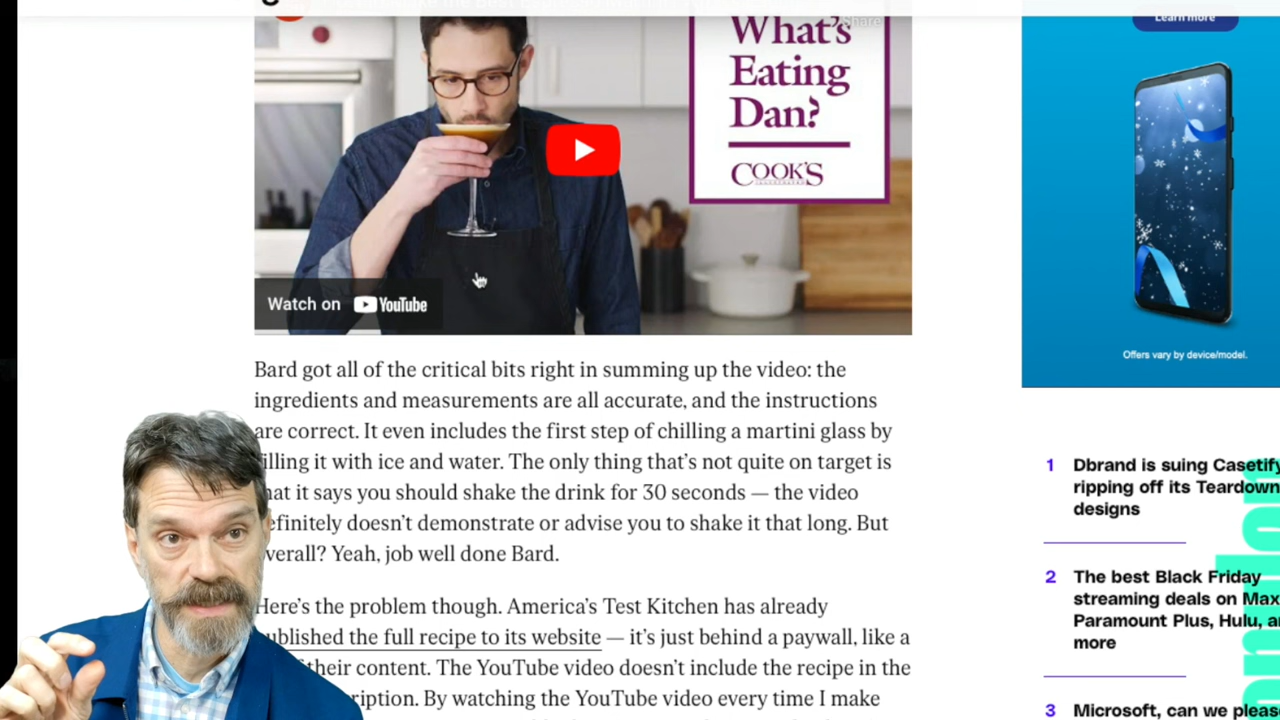 Share
What's
Eating
Dan?
COOK'S
Watch on YouTube
Learn more
Offers vary by device/model.
Bard got all of the critical bits right in summing up the video: the
ingredients and measurements are all accurate, and the instructions
are correct. It even includes the first step of chilling a martini glass by
illing it with ice and water. The only thing that's not quite on target is
hat it says you should shake the drink for 30 seconds — the video
efinitely doesn't demonstrate or advise you to shake it that long. But
verall? Yeah, job well done Bard.
Here's the problem though. America's Test Kitchen has already
ublished the full recipe to its website — it's just behind a paywall, like a
their content. The YouTube video doesn't include the recipe in the
ription. By watching the YouTube video every time I make
1 Dbrand is suing Casetify
ripping off its Teardown
designs
2 The best Black Friday
streaming deals on Max
Paramount Plus, Hulu, a
more
3 Microsoft, can we please